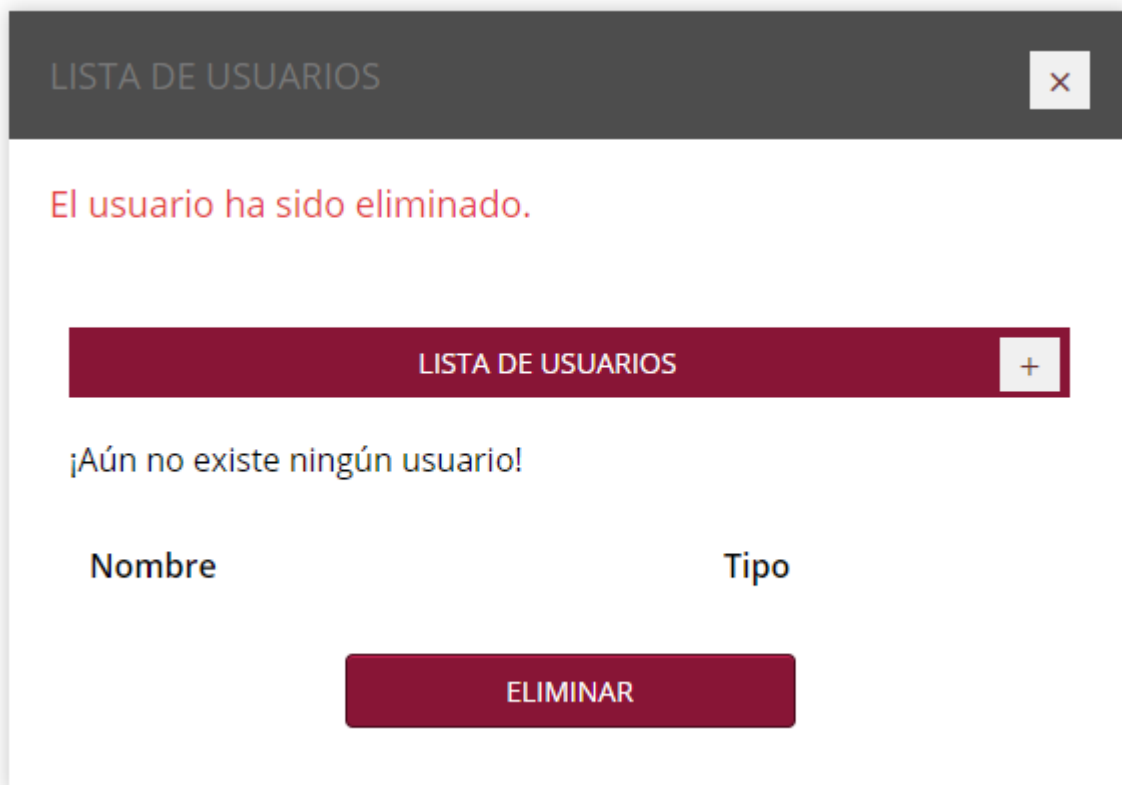 LISTA DE USUARIOS ×
El usuario ha sido eliminado.
LISTA DE USUARIOS +
¡Aún no existe ningún usuario!
Nombre Tipo
ELIMINAR